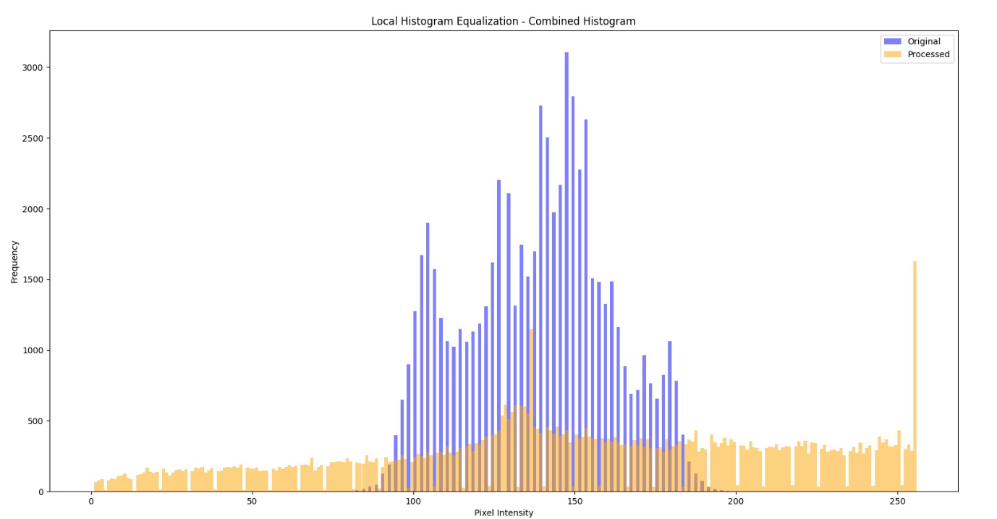 Local Histogram Equalization - Combined Histogram
Original
Processed
3000
2500
2000
1500
1000
500
0
Frequency
0 50 100 150 200 250
Pixel Intensity